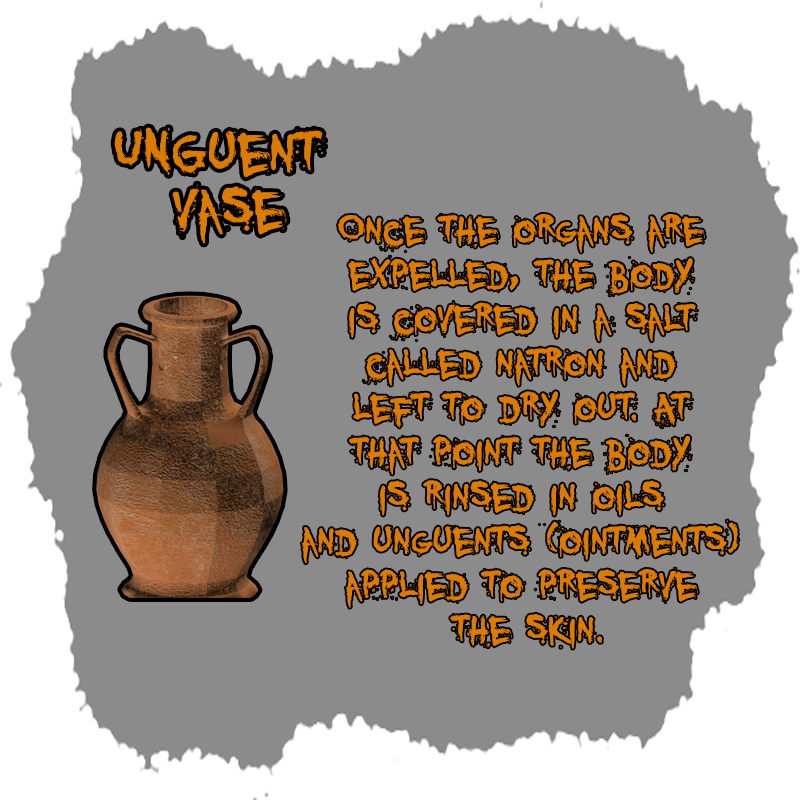 UNGUENT
VASE
ONCE THE ORGANS ARE
EXPELLED, THE BODY
IS COVERED IN A SALT
CALLED NATRON AND
LEFT TO DRY OUT. AT
THAT POINT THE BODY
IS RINSED IN OILS
AND UNGUENTS (OINTMENTS)
APPLIED TO PRESERVE
THE SKIN.